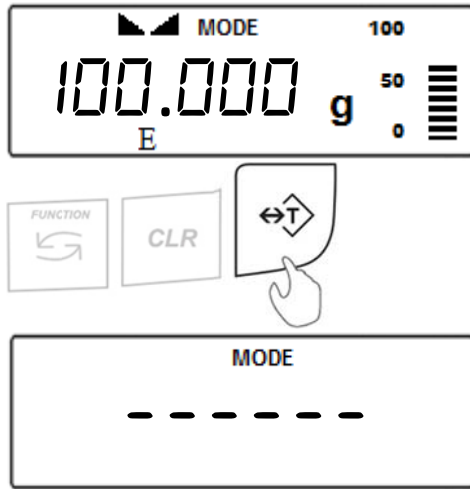 MODE 100
100.000 g 50
E 0
FUNCTION CLR T
MODE
------